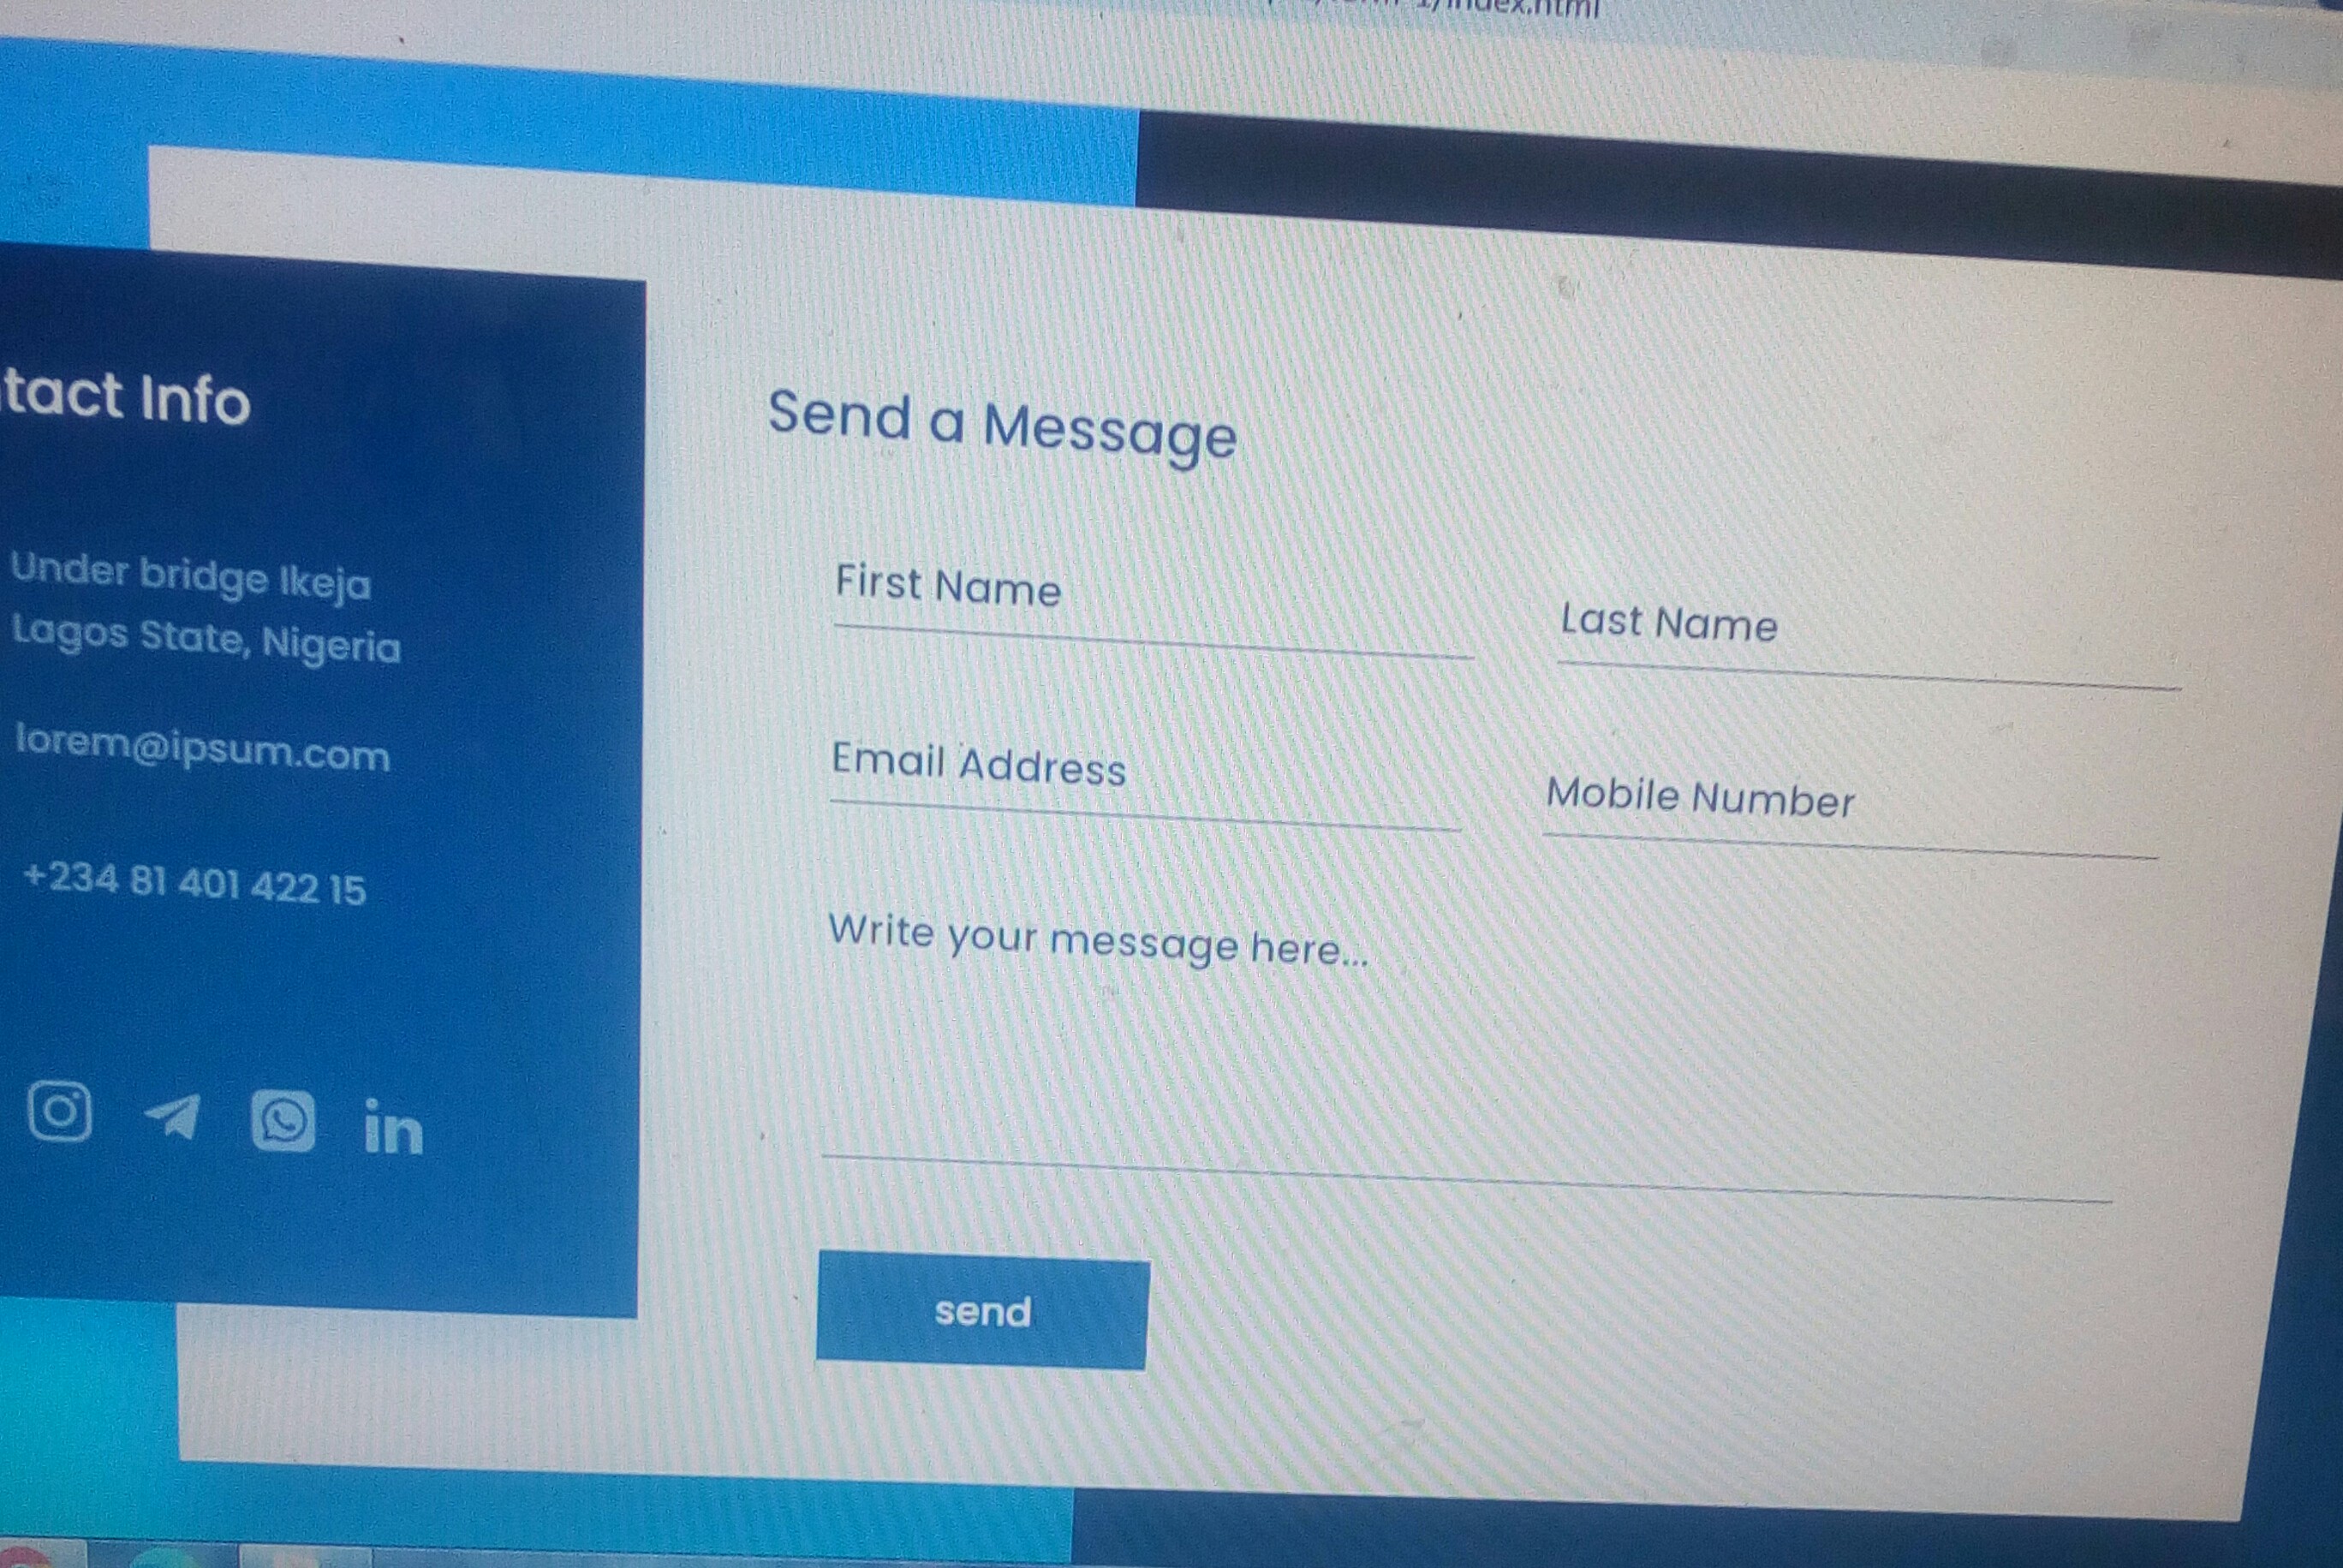 index.html
tact Info
Under bridge Ikeja
Lagos State, Nigeria
lorem@ipsum.com
+234 81 401 422 15
in
Send a Message
First Name
Last Name
Email Address
Mobile Number
Write your message here...
send